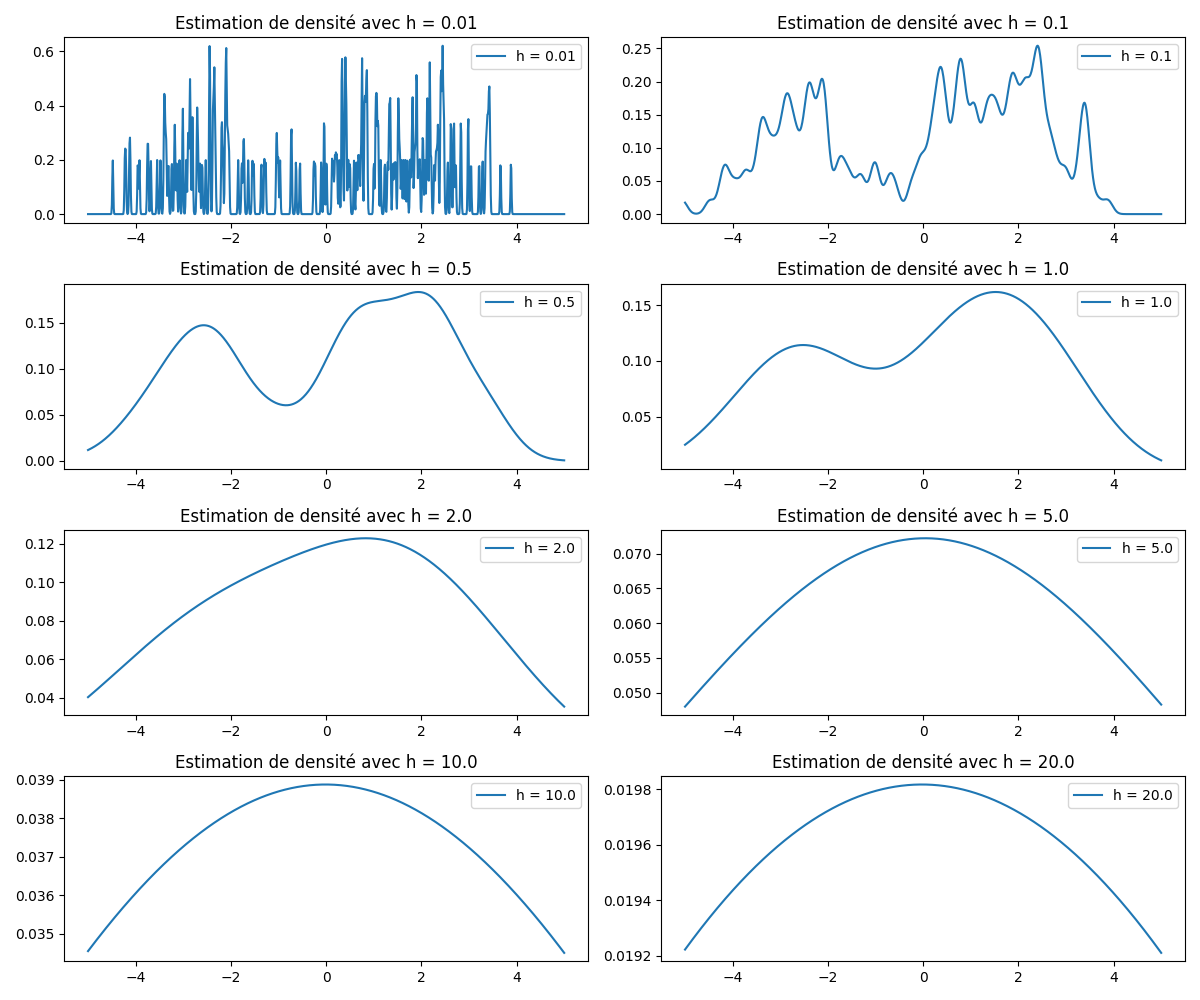 Estimation de densité avec h = 0.01
0.6
0.4
0.2
0.0
h = 0.01
−4 −2 0 2 4
Estimation de densité avec h = 0.1
0.25
0.20
0.15
0.10
0.05
0.00
h = 0.1
−4 −2 0 2 4
Estimation de densité avec h = 0.5
0.15
0.10
0.05
0.00
h = 0.5
−4 −2 0 2 4
Estimation de densité avec h = 1.0
0.15
0.10
0.05
h = 1.0
−4 −2 0 2 4
Estimation de densité avec h = 2.0
0.12
0.10
0.08
0.06
0.04
h = 2.0
−4 −2 0 2 4
Estimation de densité avec h = 5.0
0.070
0.065
0.060
0.055
0.050
h = 5.0
−4 −2 0 2 4
Estimation de densité avec h = 10.0
0.039
0.038
0.037
0.036
0.035
h = 10.0
−4 −2 0 2 4
Estimation de densité avec h = 20.0
0.0198
0.0196
0.0194
0.0192
h = 20.0
−4 −2 0 2 4